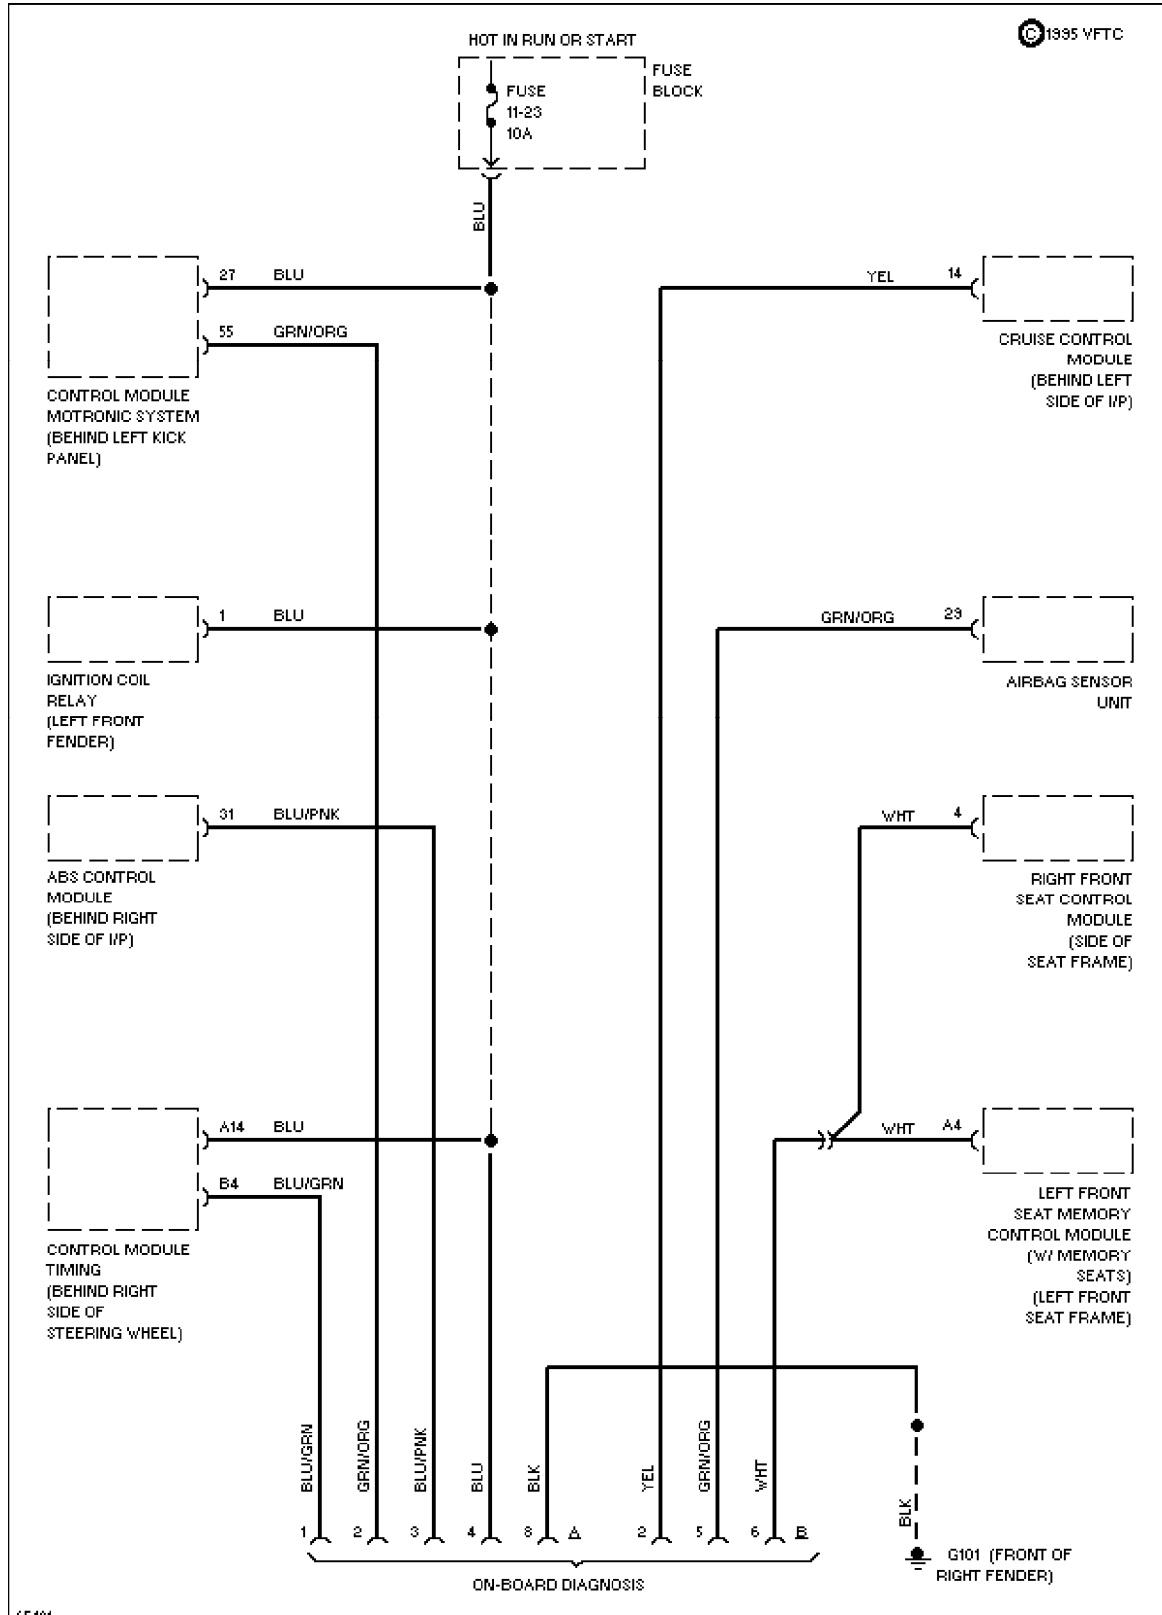 HOT IN RUN OR START
© 1995 VFTC
FUSE
BLOCK
FUSE
11-23
10A
BLU
27 BLU
55 GRN/ORG
CONTROL MODULE
MOTRONIC SYSTEM
(BEHIND LEFT KICK
PANEL)
YEL 14
CRUISE CONTROL
MODULE
(BEHIND LEFT
SIDE OF I/P)
1 BLU
IGNITION COIL
RELAY
(LEFT FRONT
FENDER)
GRN/ORG 23
AIRBAG SENSOR
UNIT
31 BLU/PNK
ABS CONTROL
MODULE
(BEHIND RIGHT
SIDE OF I/P)
WHT 4
RIGHT FRONT
SEAT CONTROL
MODULE
(SIDE OF
SEAT FRAME)
A14 BLU
B4 BLU/GRN
CONTROL MODULE
TIMING
(BEHIND RIGHT
SIDE OF
STEERING WHEEL)
WHT A4
LEFT FRONT
SEAT MEMORY
CONTROL MODULE
(W/ MEMORY
SEATS)
(LEFT FRONT
SEAT FRAME)
BLU/GRN
GRN/ORG
BLU/PNK
BLU
BLK
YEL
GRN/ORG
WHT
BLK
1 2 3 4 8 A 2 5 6 B
ON-BOARD DIAGNOSIS
G101 (FRONT OF
RIGHT FENDER)